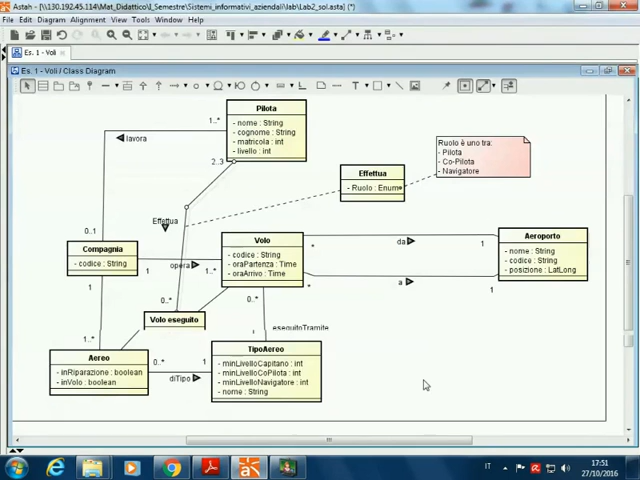 Astah - [\\130.192.45.114\Mat_Didattico\I_Semestre\Sistemi_informativi_aziendali\lab\Lab2_sol.asta] (*)
File Edit Diagram Alignment View Tools Window Help
Es. 1 - Voli
Es. 1 - Voli / Class Diagram
Pilota
- nome : String
- cognome : String
- matricola : int
- livello : int
1..*
lavora
2..3
Ruolo è uno tra:
- Pilota
- Co-Pilota
- Navigatore
Effettua
- Ruolo : Enum
Effettua
0..1
Compagnia
- codice : String
1
opera
1..*
Volo
- codice : String
- oraPartenza : Time
- oraArrivo : Time
*
da
1
Aeroporto
- nome : String
- codice : String
- posizione : LatLong
*
a
1
1
0..*
0..*
Volo eseguito
eseguitoTramite
1..*
Aereo
- inRiparazione : boolean
- inVolo : boolean
0..*
1
diTipo
TipoAereo
- minLivelloCapitano : int
- minLivelloCoPilota : int
- minLivelloNavigatore : int
- nome : String
IT
17:51
27/10/2016